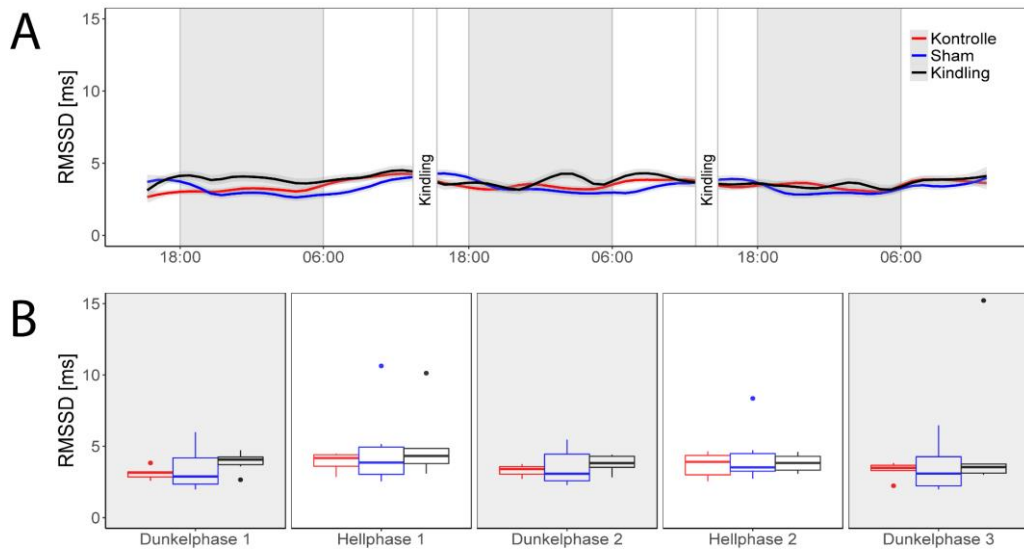 A
RMSSD [ms]
15
10
5
0
Kontrolle
Sham
Kindling
Kindling
Kindling
18:00 06:00 18:00 06:00 18:00 06:00
B
RMSSD [ms]
15
10
5
0
Dunkelphase 1 Hellphase 1 Dunkelphase 2 Hellphase 2 Dunkelphase 3